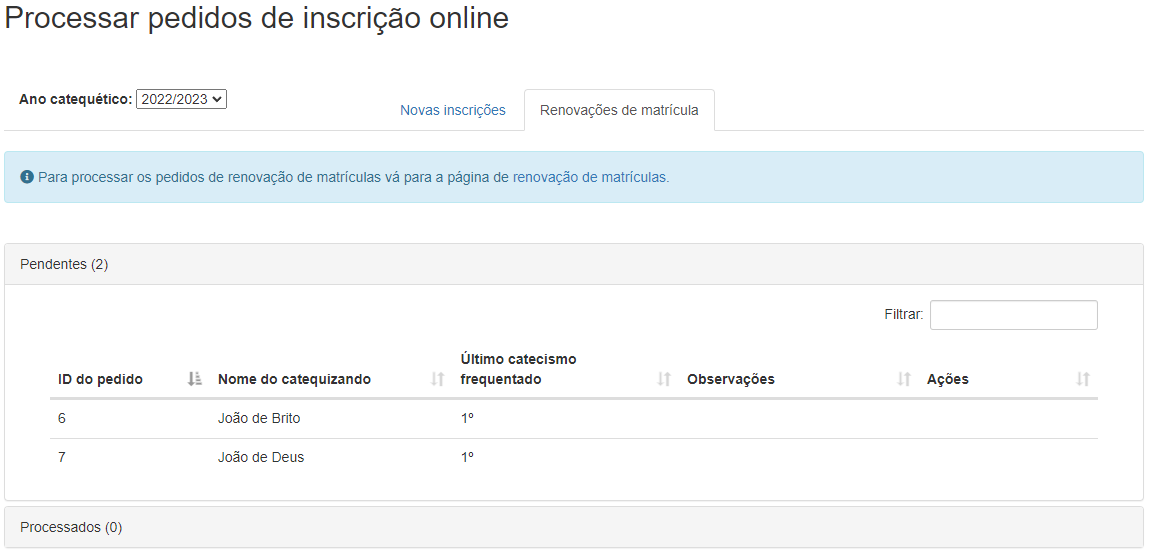 Processar pedidos de inscrição online
Ano catequético: 2022/2023
Novas inscrições
Renovações de matrícula
Para processar os pedidos de renovação de matrículas vá para a página de renovação de matrículas.
Pendentes (2)
Filtrar:
ID do pedido
Nome do catequizando
Último catecismo
frequentado
Observações
Ações
6 João de Brito 1º
7 João de Deus 1º
Processados (0)